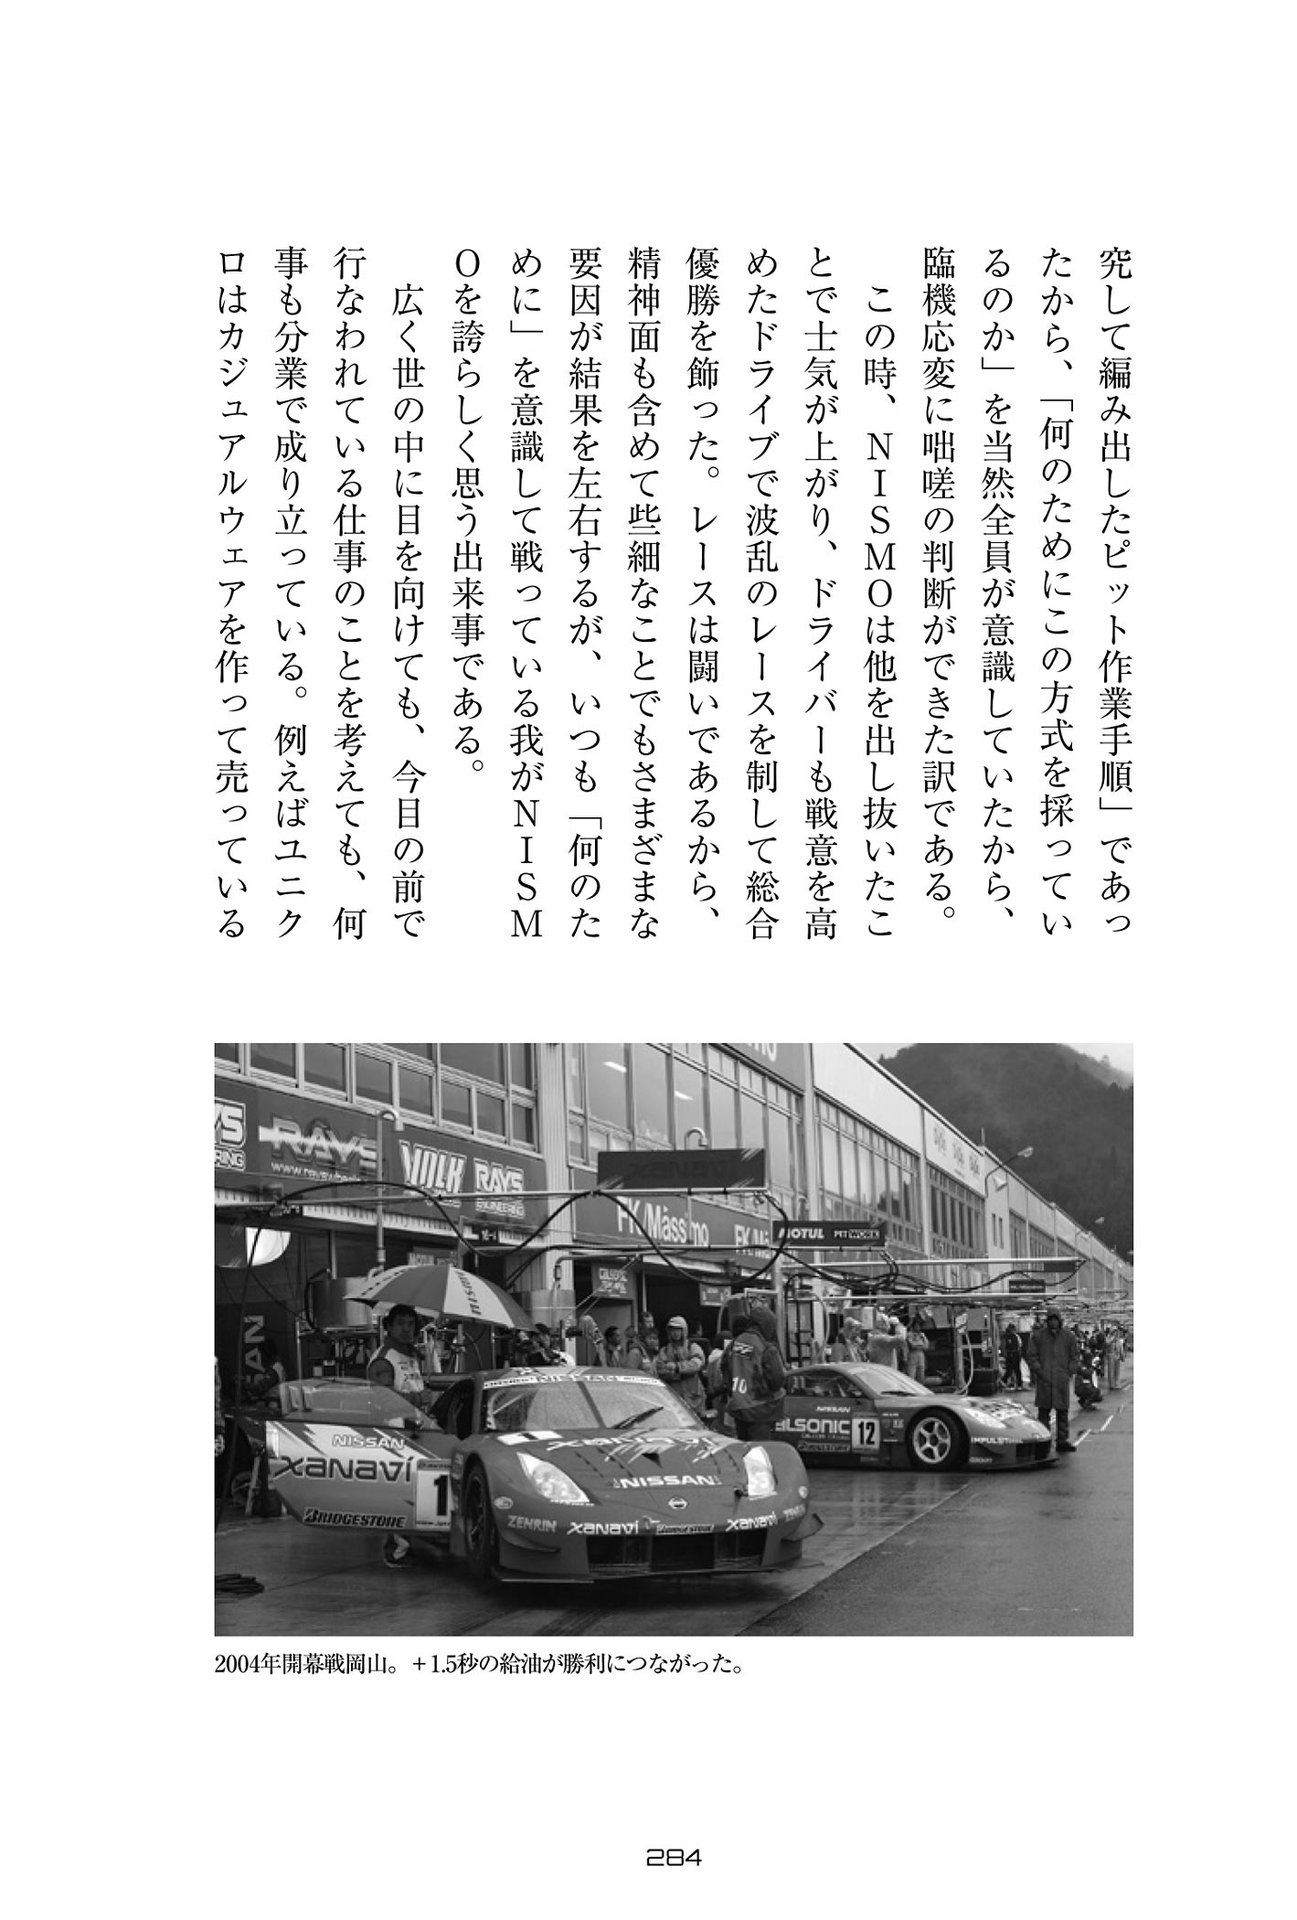 究して編み出したピット作業手順」であっ
たから、「何のためにこの方式を採ってい
るのか」を当然全員が意識していたから、
臨機応変に咄嗟の判断ができた訳である。
この時、NISMOは他を出し抜いたこ
とで士気が上がり、ドライバーも戦意を高
めたドライブで波乱のレースを制して総合
優勝を飾った。レースは闘いであるから、
精神面も含めて些細なことでもさまざまな
要因が結果を左右するが、いつも「何のた
めに」を意識して戦っている我がNISM
Oを誇らしく思う出来事である。
広く世の中に目を向けても、今目の前で
行なわれている仕事のことを考えても、何
事も分業で成り立っている。例えばユニク
ロはカジュアルウェアを作って売っている
RAYS
VOLK
RAYS
ENGINEERING
xanavi
FK/Massimo
MOTUL
PITWORK
NISSAN
xanavi
BRIDGESTONE
1
NISSAN
ZENRIN
xanavi
xanavi
10
NISSAN
CALSONIC
12
IMPUL
2004年開幕戦岡山。＋1.5秒の給油が勝利につながった。
284